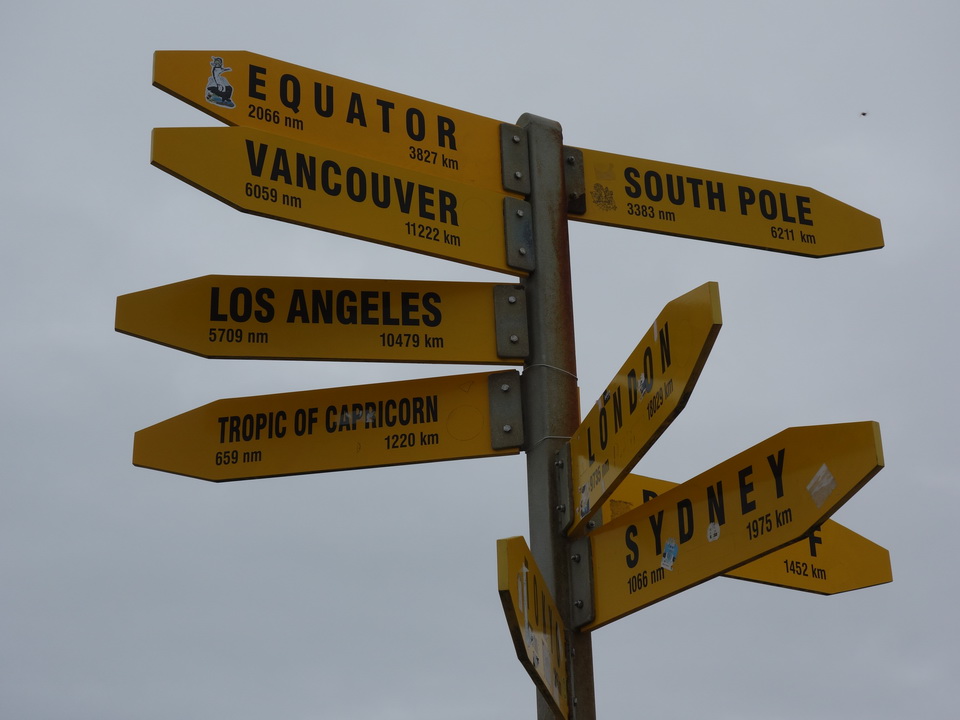 EQUATOR
2066 nm
3827 km
VANCOUVER
6059 nm
11222 km
SOUTH POLE
3383 nm
6211 km
LOS ANGELES
5709 nm
10479 km
LONDON
18029 km
TROPIC OF CAPRICORN
659 nm
1220 km
SYDNEY
1066 nm
1975 km
F
1452 km